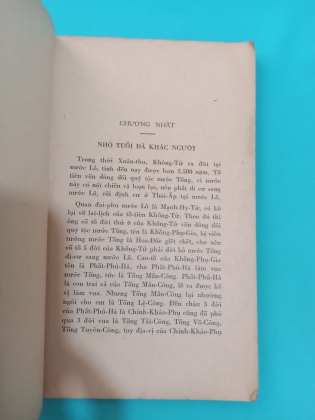 CHƯƠNG NHẤT
NHỎ TUỔI ĐÃ KHÁC NGƯỜI
Trong thời Xuân-thu, Khổng-Tử ra đời tại
nước Lỗ, tính đến nay được hơn 2.500 năm. Tổ
tiên vốn dòng dõi quý tộc nước Tống, vì nước
này có nội chiến và loạn lạc, nên phải di cư sang
nước Lỗ, rồi định cư ở Thái-Ấp tại nước Lỗ.
Quan đại-phu nước Lỗ là Mạnh-Hy-Tử, có kể
lại về lai-lịch của tổ-tiên Khổng-Tử. Theo đó thì
ông cố tổ đời thứ 6 của Khổng-Tử vốn dòng dõi
quý tộc nước Tống, tên là Khổng-Phụ-Gia, bị viên
tướng nước Tống là Hoa-Đốc giết chết, cho nên
cố tổ 5 đời của Khổng-Tử phải dời bỏ nước Tống
di-cư sang nước Lỗ. Cao-tổ của Khổng-Phụ-Gia
tên là Phất-Phủ-Hà, cha Phất-Phủ-Hà làm vua
nước Tống, tức là Tống Mẫn-Công. Phất-Phủ-Hà
là con trai cả của Tống Mẫn-Công, lẽ ra được kế
vị làm vua. Nhưng Tống Mẫn-Công lại nhường
ngôi cho em là Tống Lệ-Công. Đến cháu 3 đời
của Phất-Phủ-Hà là Chính-Khảo-Phụ cũng đã phò
qua 3 đời vua là Tống Tái-Công, Tống Vũ-Công,
Tống Tuyên-Công, tuy địa-vị của Chính-Khảo-Phụ